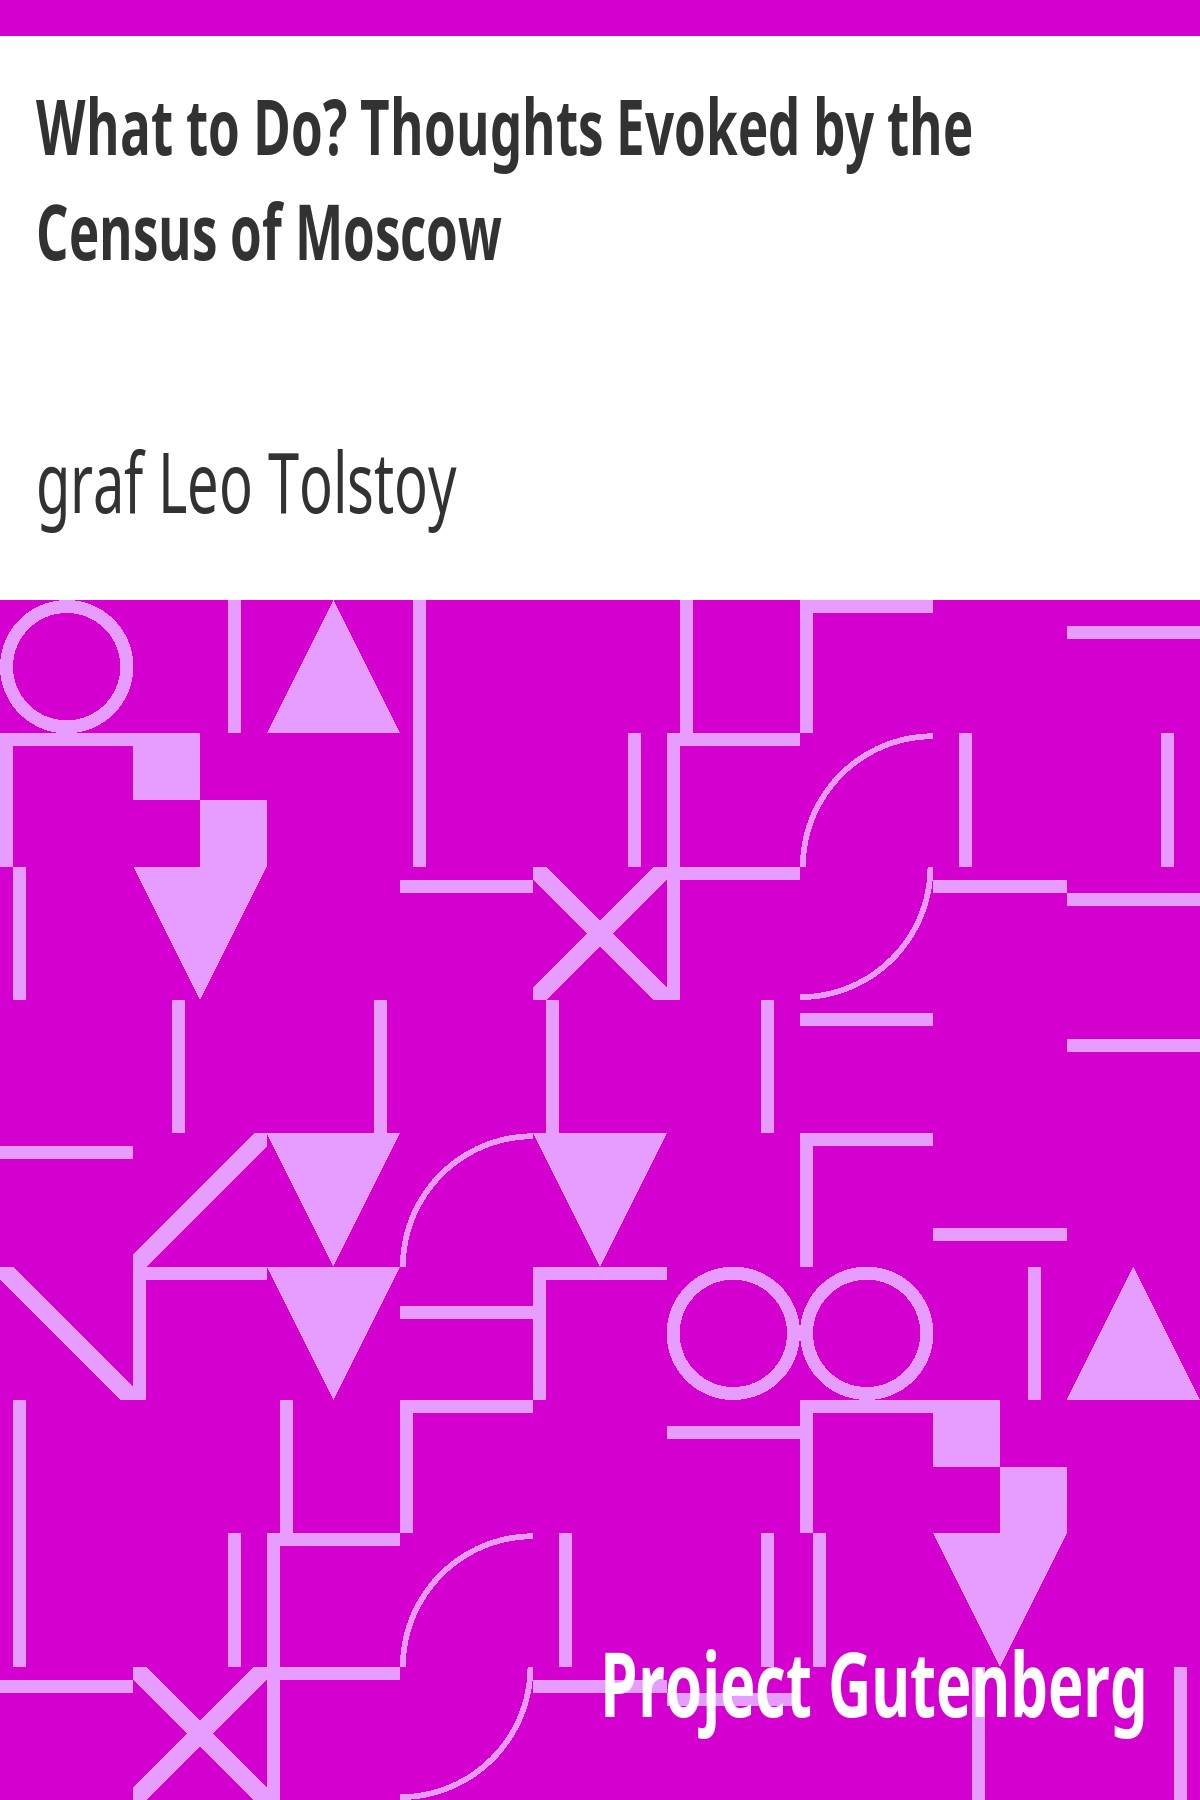 What to Do? Thoughts Evoked by the
Census of Moscow
graf Leo Tolstoy
Project Gutenberg